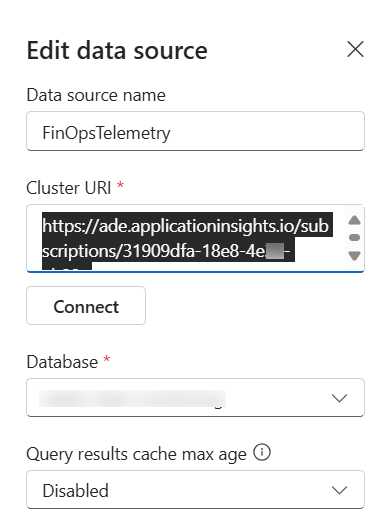 Edit data source
Data source name
FinOpsTelemetry
Cluster URI *
https://ade.applicationinsights.io/sub
scriptions/31909dfa-18e8-4e
Connect
Database *
Query results cache max age
Disabled